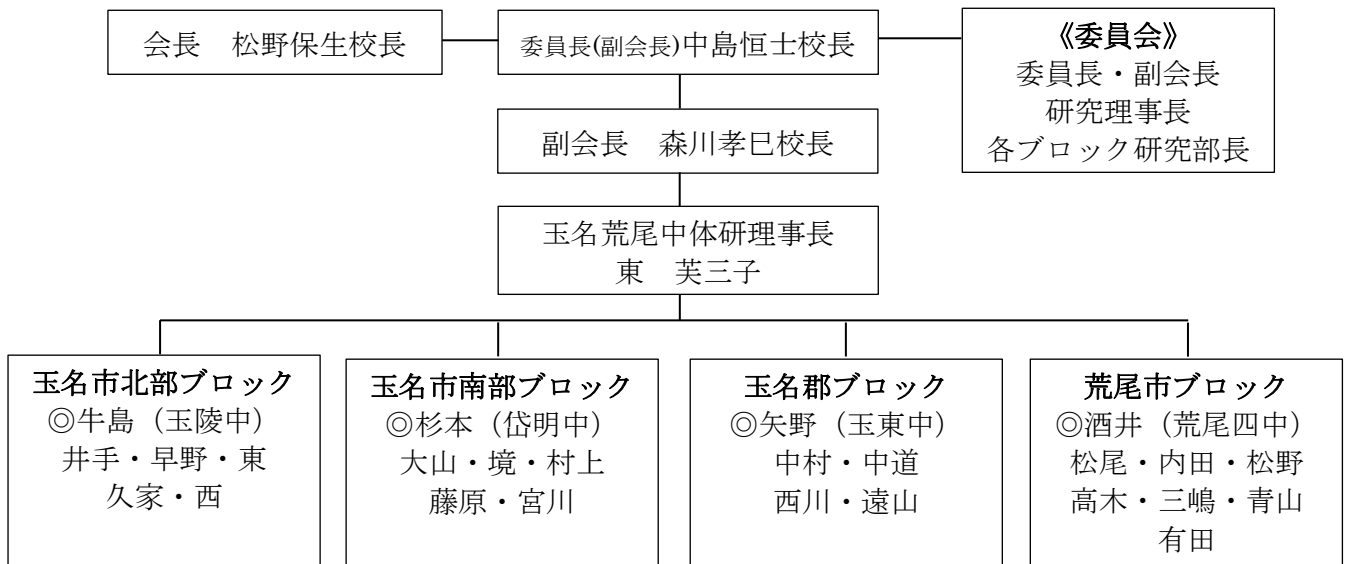 会長　松野保生校長
委員長(副会長)中島恒士校長
《委員会》
委員長・副会長
研究理事長
各ブロック研究部長
副会長　森川孝巳校長
玉名荒尾中体研理事長
東　芙三子
玉名市北部ブロック
◎牛島（玉陵中）
井手・早野・東
久家・西
玉名市南部ブロック
◎杉本（岱明中）
大山・境・村上
藤原・宮川
玉名郡ブロック
◎矢野（玉東中）
中村・中道
西川・遠山
荒尾市ブロック
◎酒井（荒尾四中）
松尾・内田・松野
高木・三嶋・青山
有田